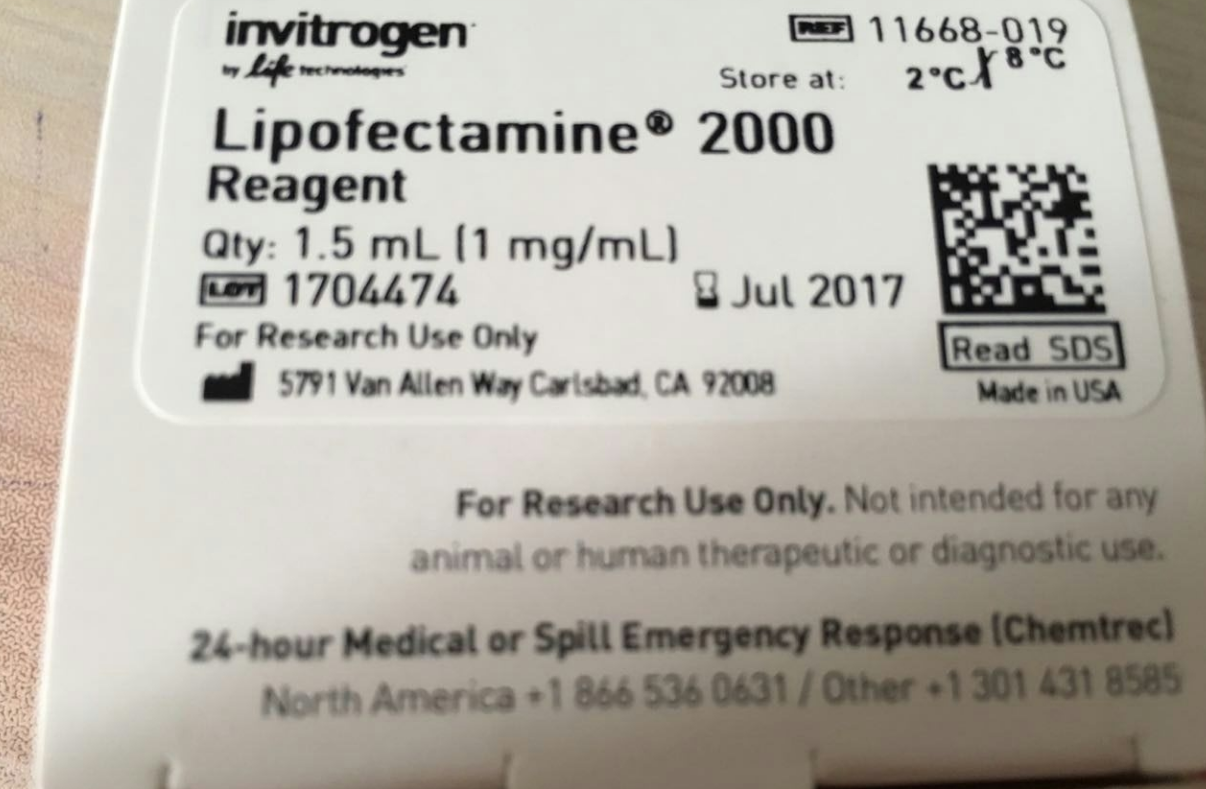 invitrogen
by life technologies
REF 11668-019
Store at: 2°C 8°C
Lipofectamine® 2000
Reagent
Qty: 1.5 mL (1 mg/mL)
LOT 1704474 Jul 2017
For Research Use Only
5791 Van Allen Way Carlsbad, CA 92008
Read SDS
Made in USA
For Research Use Only. Not intended for any
animal or human therapeutic or diagnostic use.
24-hour Medical or Spill Emergency Response (Chemtrec)
North America +1 866 536 0631 / Other +1 301 431 8585